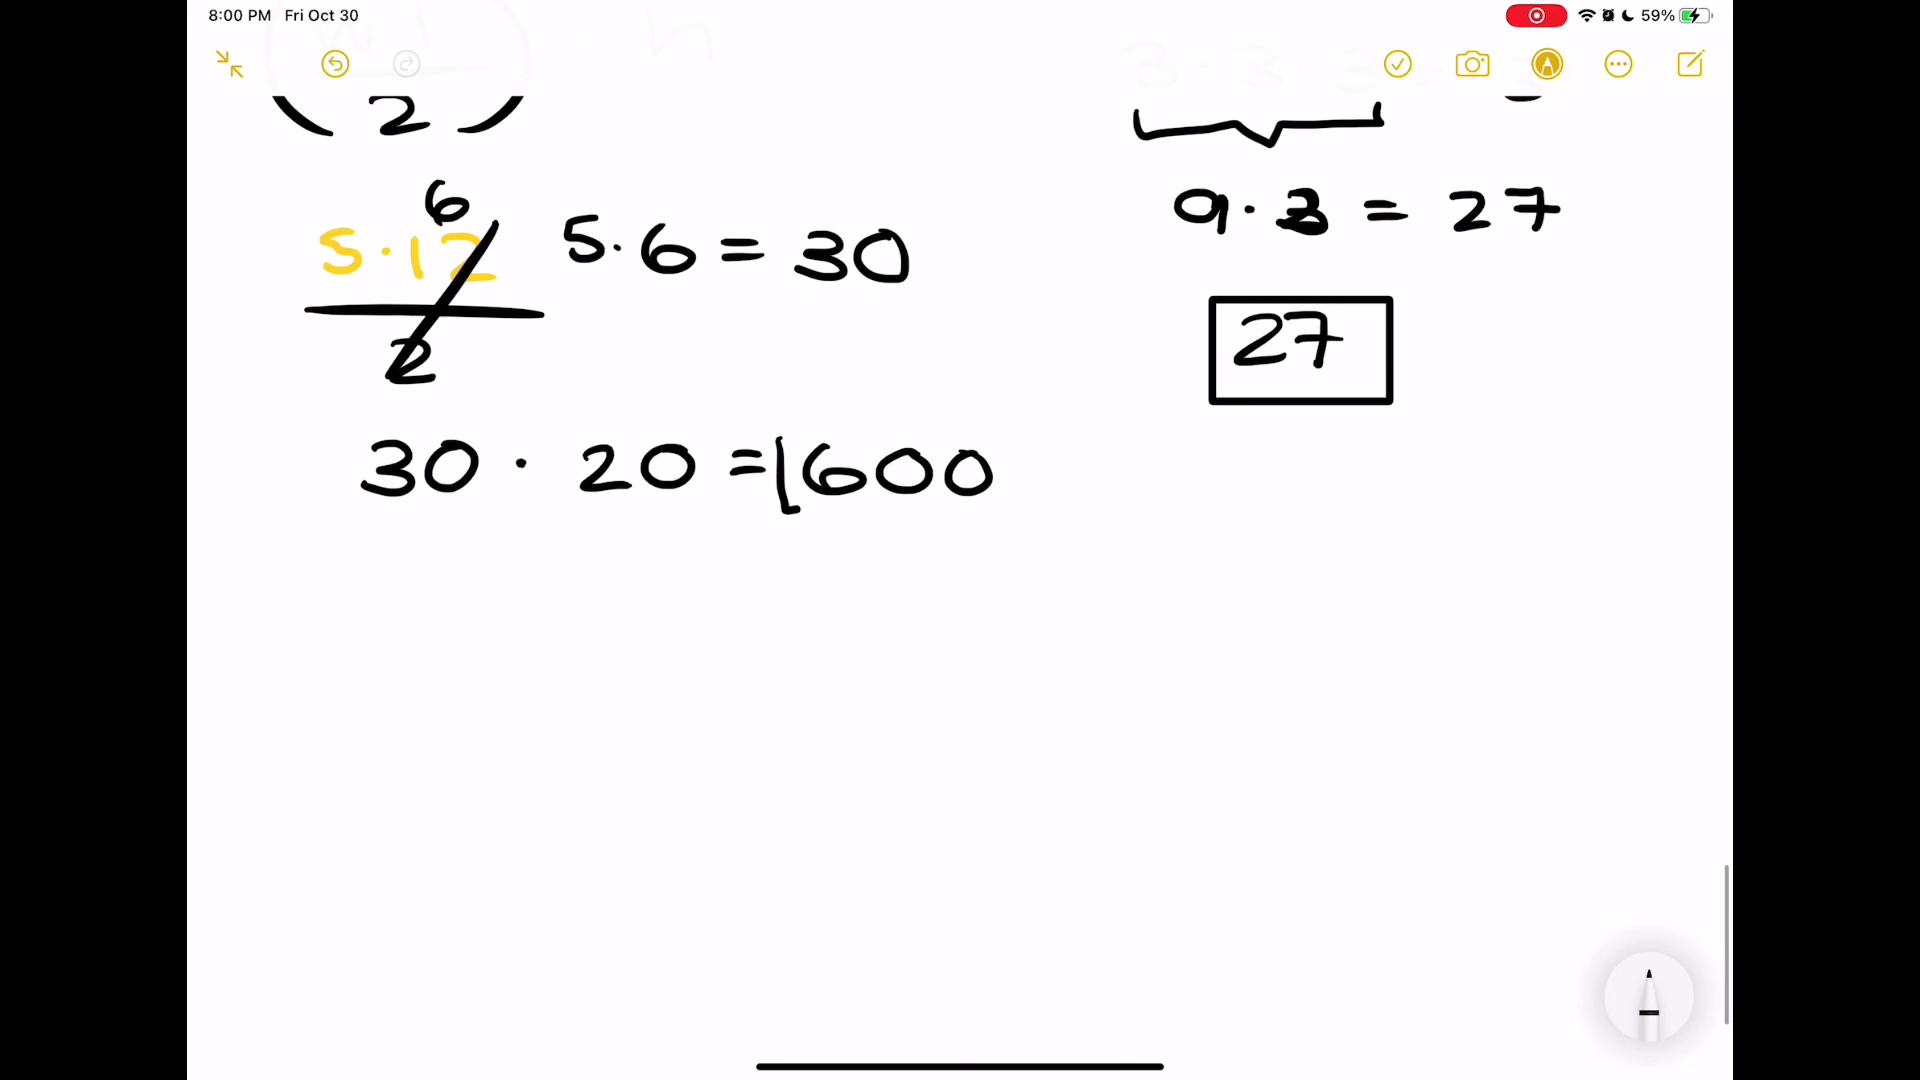 8:00 PM Fri Oct 30
59%
2
6
5·12
2
5·6 = 30
30 · 20 = 600
9·3 = 27
27